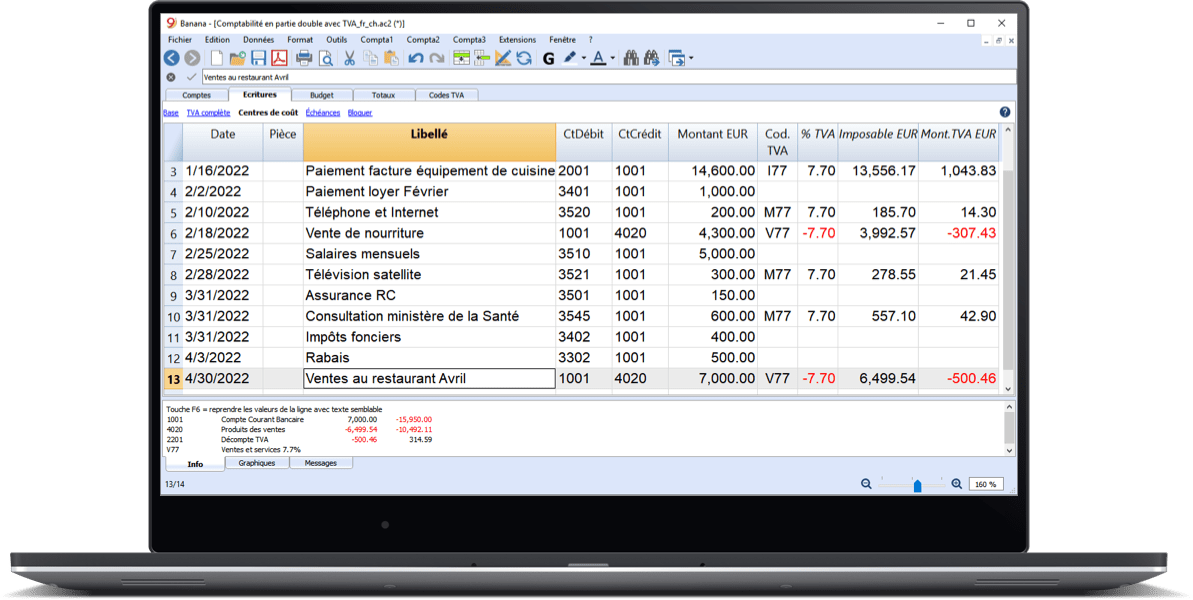 Banana - [Comptabilité en partie double avec TVA_fr_ch.ac2 (*)]
Fichier Edition Données Format Outils Compta1 Compta2 Compta3 Extensions Fenêtre ?
G A
Ventes au restaurant Avril
Comptes Ecritures Budget Totaux Codes TVA
Base TVA complète Centres de coût Échéances Bloquer ?
Date Pièce Libellé CtDébit CtCrédit Montant EUR Cod. TVA % TVA Imposable EUR Mont.TVA EUR
3 1/16/2022 Paiement facture équipement de cuisine 2001 1001 14,600.00 I77 7.70 13,556.17 1,043.83
4 2/2/2022 Paiement loyer Février 3401 1001 1,000.00
5 2/10/2022 Téléphone et Internet 3520 1001 200.00 M77 7.70 185.70 14.30
6 2/18/2022 Vente de nourriture 1001 4020 4,300.00 V77 -7.70 3,992.57 -307.43
7 2/25/2022 Salaires mensuels 3510 1001 5,000.00
8 2/28/2022 Télévision satellite 3521 1001 300.00 M77 7.70 278.55 21.45
9 3/31/2022 Assurance RC 3501 1001 150.00
10 3/31/2022 Consultation ministère de la Santé 3545 1001 600.00 M77 7.70 557.10 42.90
11 3/31/2022 Impôts fonciers 3402 1001 400.00
12 4/3/2022 Rabais 3302 1001 500.00
13 4/30/2022 Ventes au restaurant Avril 1001 4020 7,000.00 V77 -7.70 6,499.54 -500.46
Touche F6 = reprendre les valeurs de la ligne avec texte semblable
1001 Compte Courant Bancaire 7,000.00 -15,950.00
4020 Produits des ventes -6,499.54 -10,492.11
2201 Décompte TVA -500.46 314.59
V77 Ventes et services 7.7%
Info Graphiques Messages
13/14 160 %